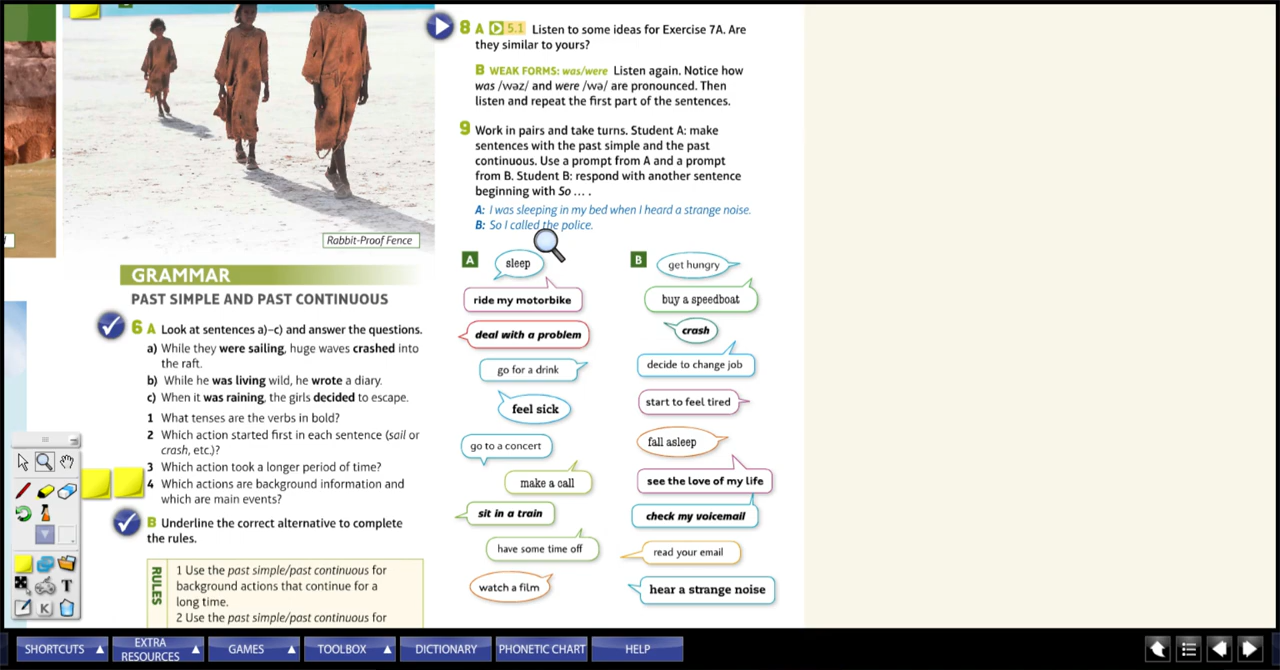 Rabbit-Proof Fence
GRAMMAR
PAST SIMPLE AND PAST CONTINUOUS
6 A Look at sentences a)–c) and answer the questions.
a) While they were sailing, huge waves crashed into
the raft.
b) While he was living wild, he wrote a diary.
c) When it was raining, the girls decided to escape.
1 What tenses are the verbs in bold?
2 Which action started first in each sentence (sail or
crash, etc.)?
3 Which action took a longer period of time?
4 Which actions are background information and
which are main events?
B Underline the correct alternative to complete
the rules.
RULES
1 Use the past simple/past continuous for
background actions that continue for a
long time.
2 Use the past simple/past continuous for
8 A 5.1 Listen to some ideas for Exercise 7A. Are
they similar to yours?
B WEAK FORMS: was/were Listen again. Notice how
was /wəz/ and were /wə/ are pronounced. Then
listen and repeat the first part of the sentences.
9 Work in pairs and take turns. Student A: make
sentences with the past simple and the past
continuous. Use a prompt from A and a prompt
from B. Student B: respond with another sentence
beginning with So ... .
A: I was sleeping in my bed when I heard a strange noise.
B: So I called the police.
A
sleep
ride my motorbike
deal with a problem
go for a drink
feel sick
go to a concert
make a call
sit in a train
have some time off
watch a film
B
get hungry
buy a speedboat
crash
decide to change job
start to feel tired
fall asleep
see the love of my life
check my voicemail
read your email
hear a strange noise
T
K
SHORTCUTS
EXTRA
RESOURCES
GAMES
TOOLBOX
DICTIONARY
PHONETIC CHART
HELP